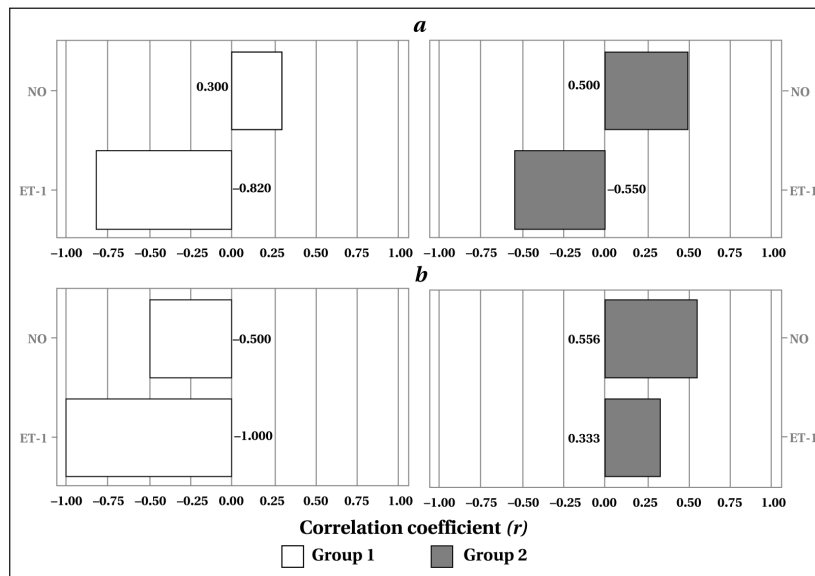 a
NO
0.300
0.500
NO
ET-1
–0.820
–0.550
ET-1
–1.00 –0.75 –0.50 –0.25 0.00 0.25 0.50 0.75 1.00
–1.00 –0.75 –0.50 –0.25 0.00 0.25 0.50 0.75 1.00
b
NO
–0.500
0.556
NO
ET-1
–1.000
0.333
ET-1
–1.00 –0.75 –0.50 –0.25 0.00 0.25 0.50 0.75 1.00
–1.00 –0.75 –0.50 –0.25 0.00 0.25 0.50 0.75 1.00
Correlation coefficient (r)
Group 1
Group 2